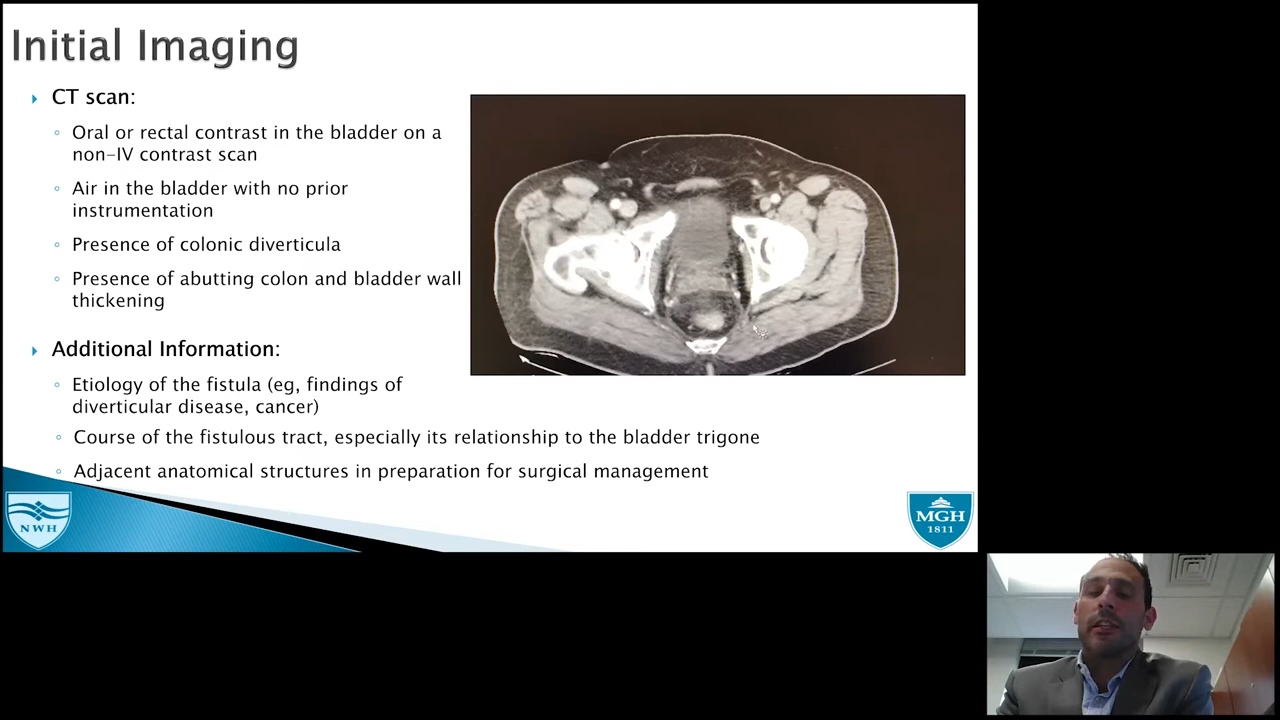 Initial Imaging
CT scan:
Oral or rectal contrast in the bladder on a
non-IV contrast scan
Air in the bladder with no prior
instrumentation
Presence of colonic diverticula
Presence of abutting colon and bladder wall
thickening
Additional Information:
Etiology of the fistula (eg, findings of
diverticular disease, cancer)
Course of the fistulous tract, especially its relationship to the bladder trigone
Adjacent anatomical structures in preparation for surgical management
NWH
MGH
1811